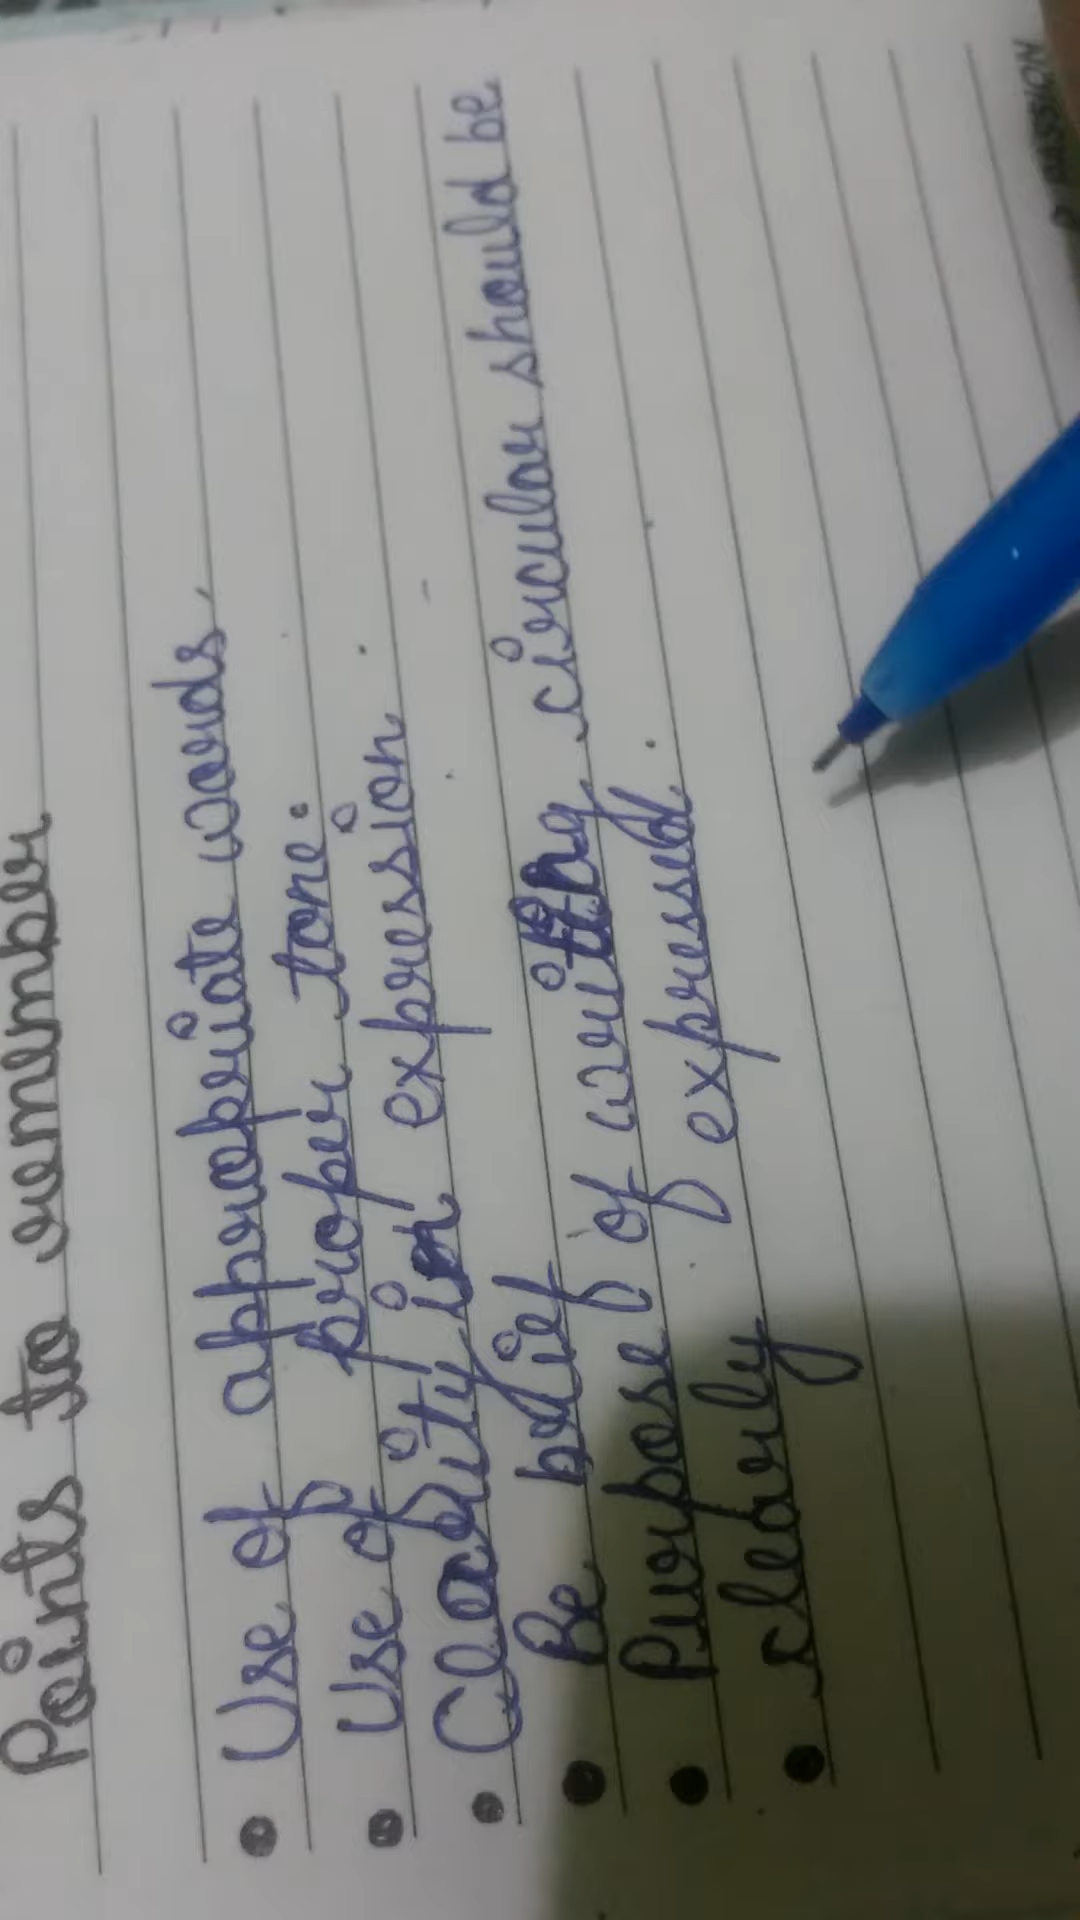 Points to remember
• Use of appropriate words.
• Use of proper tone.
• Clarity in expression
• Be brief
• Purpose of writing circular should be
• clearly expressed.